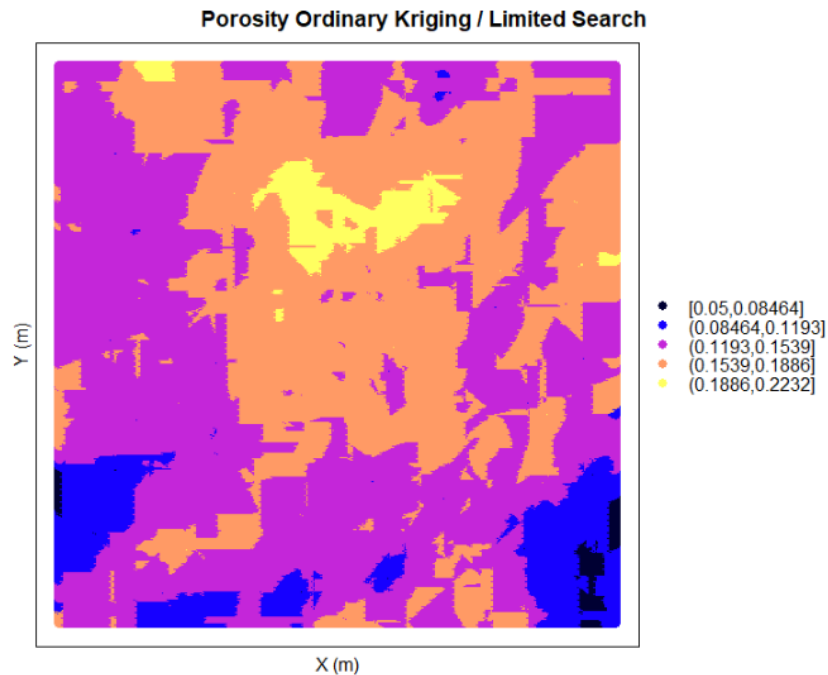 Porosity Ordinary Kriging / Limited Search
Y (m)
[0.05,0.08464]
(0.08464,0.1193]
(0.1193,0.1539]
(0.1539,0.1886]
(0.1886,0.2232]
X (m)